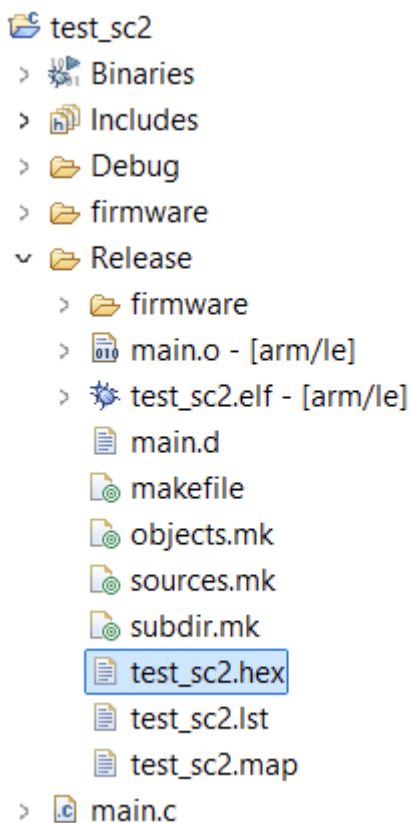 test_sc2
Binaries
Includes
Debug
firmware
Release
firmware
main.o - [arm/le]
test_sc2.elf - [arm/le]
main.d
makefile
objects.mk
sources.mk
subdir.mk
test_sc2.hex
test_sc2.lst
test_sc2.map
main.c